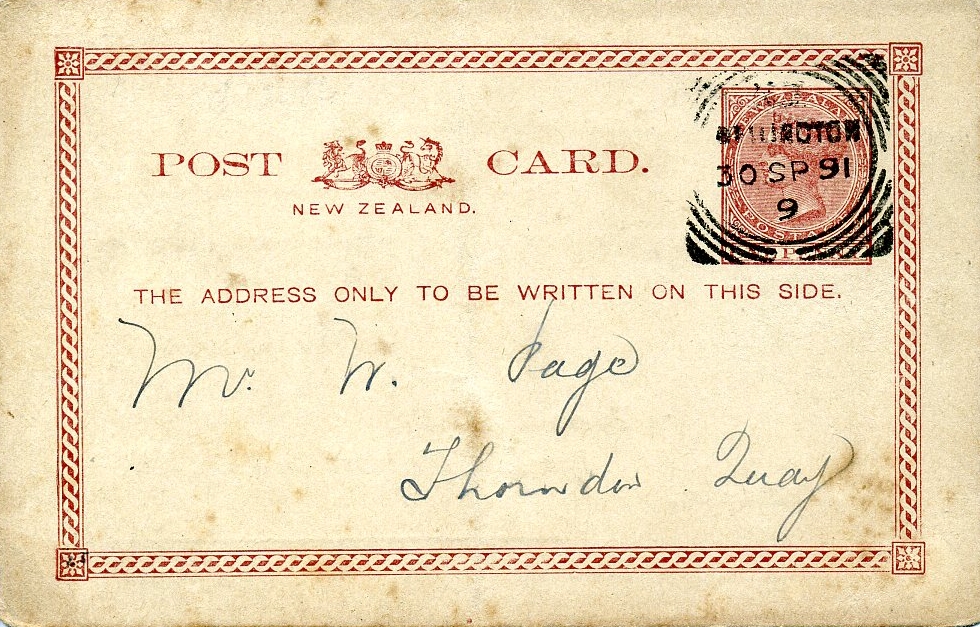 POST CARD.
NEW ZEALAND.
WELLINGTON
30 SP 91
9
THE ADDRESS ONLY TO BE WRITTEN ON THIS SIDE.
Mr. W. Page
Thorndon Quay